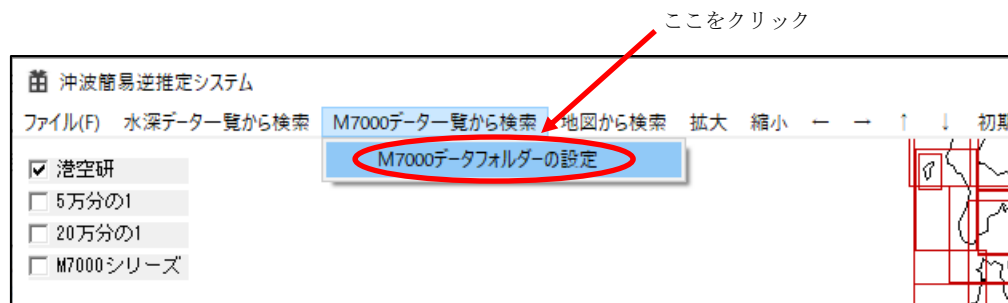 ここをクリック
沖波簡易逆推定システム
ファイル(F) 水深データ一覧から検索 M7000データ一覧から検索 地図から検索 拡大 縮小 ← → ↑ ↓ 初期
M7000データフォルダーの設定
港空研
5万分の1
20万分の1
M7000シリーズ